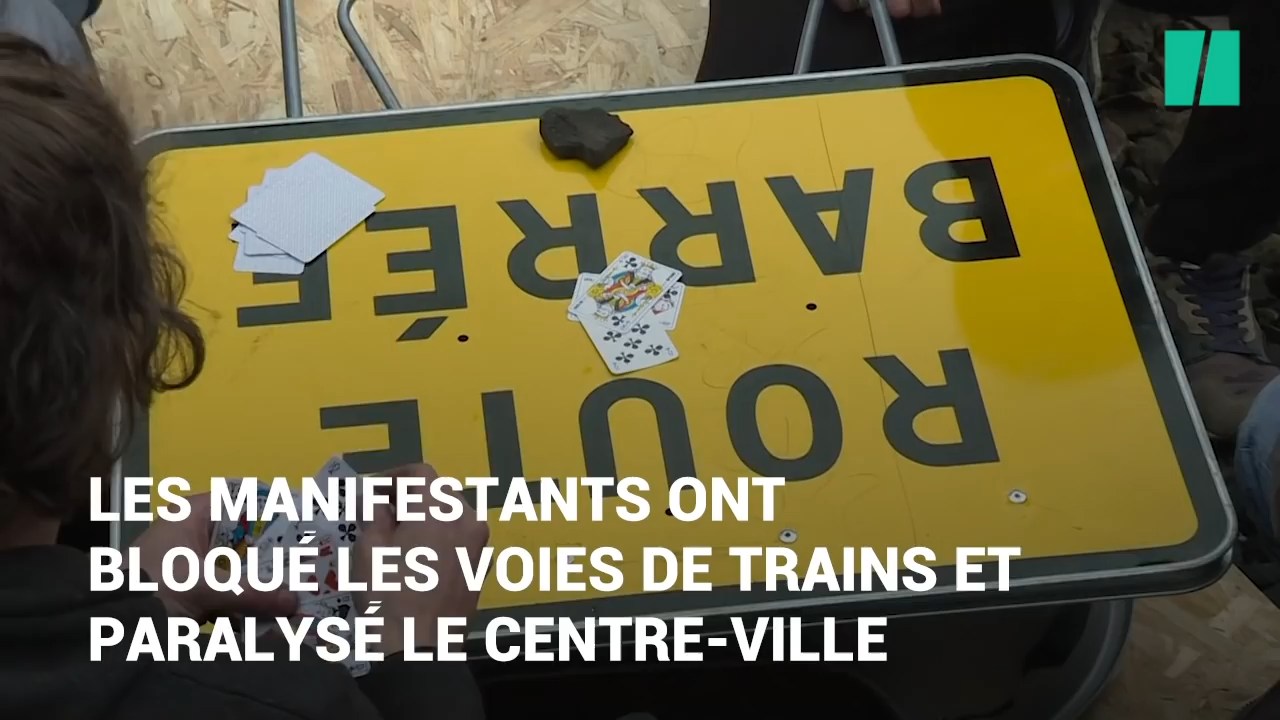 ROUTE
BARRÉE
LES MANIFESTANTS ONT
BLOQUÉ LES VOIES DE TRAINS ET
PARALYSÉ LE CENTRE-VILLE